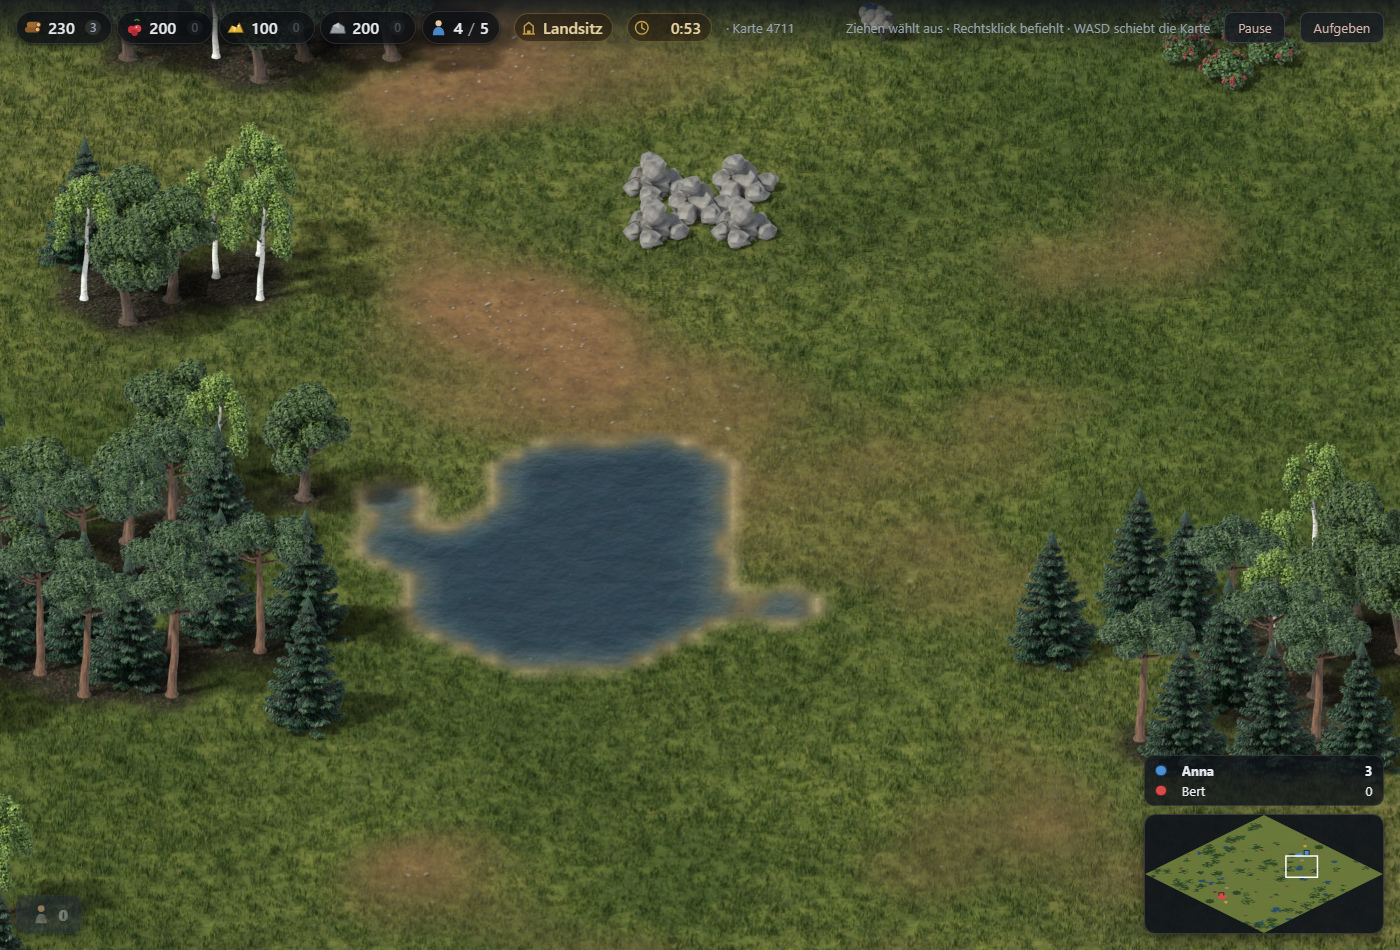 230 3 200 0 100 0 200 0 4 / 5 Landsitz 0:53 · Karte 4711 Ziehen wählt aus · Rechtsklick befiehlt · WASD schiebt die Karte Pause Aufgeben
Anna 3
Bert 0
0